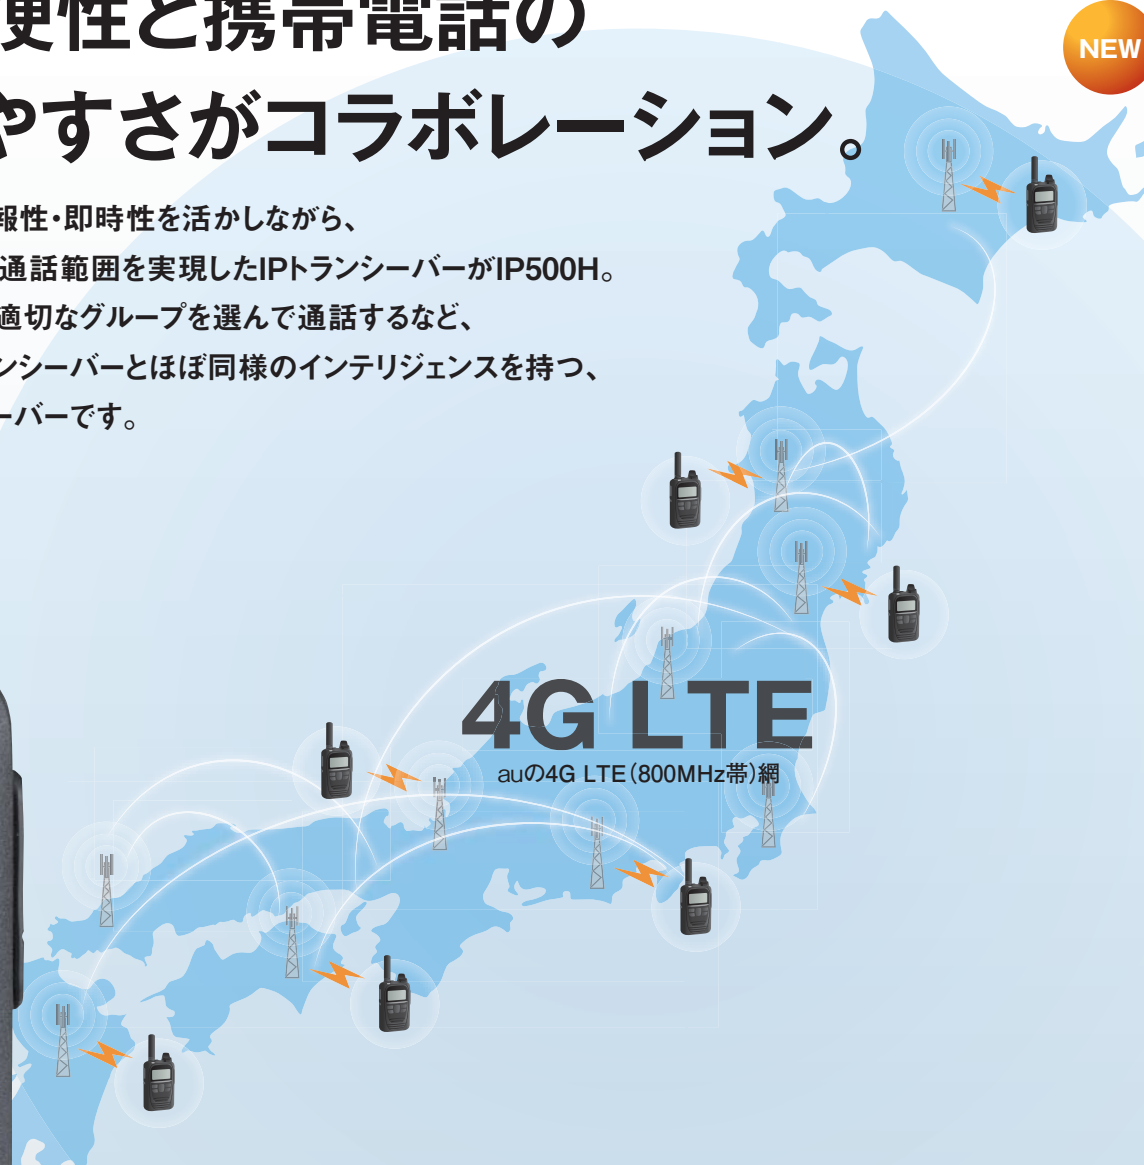 便性と携帯電話の
やすさがコラボレーション。
NEW
報性・即時性を活かしながら、
通話範囲を実現したIPトランシーバーがIP500H。
適切なグループを選んで通話するなど、
ンシーバーとほぼ同様のインテリジェンスを持つ、
ーバーです。
4G LTE
auの4G LTE（800MHz帯）網